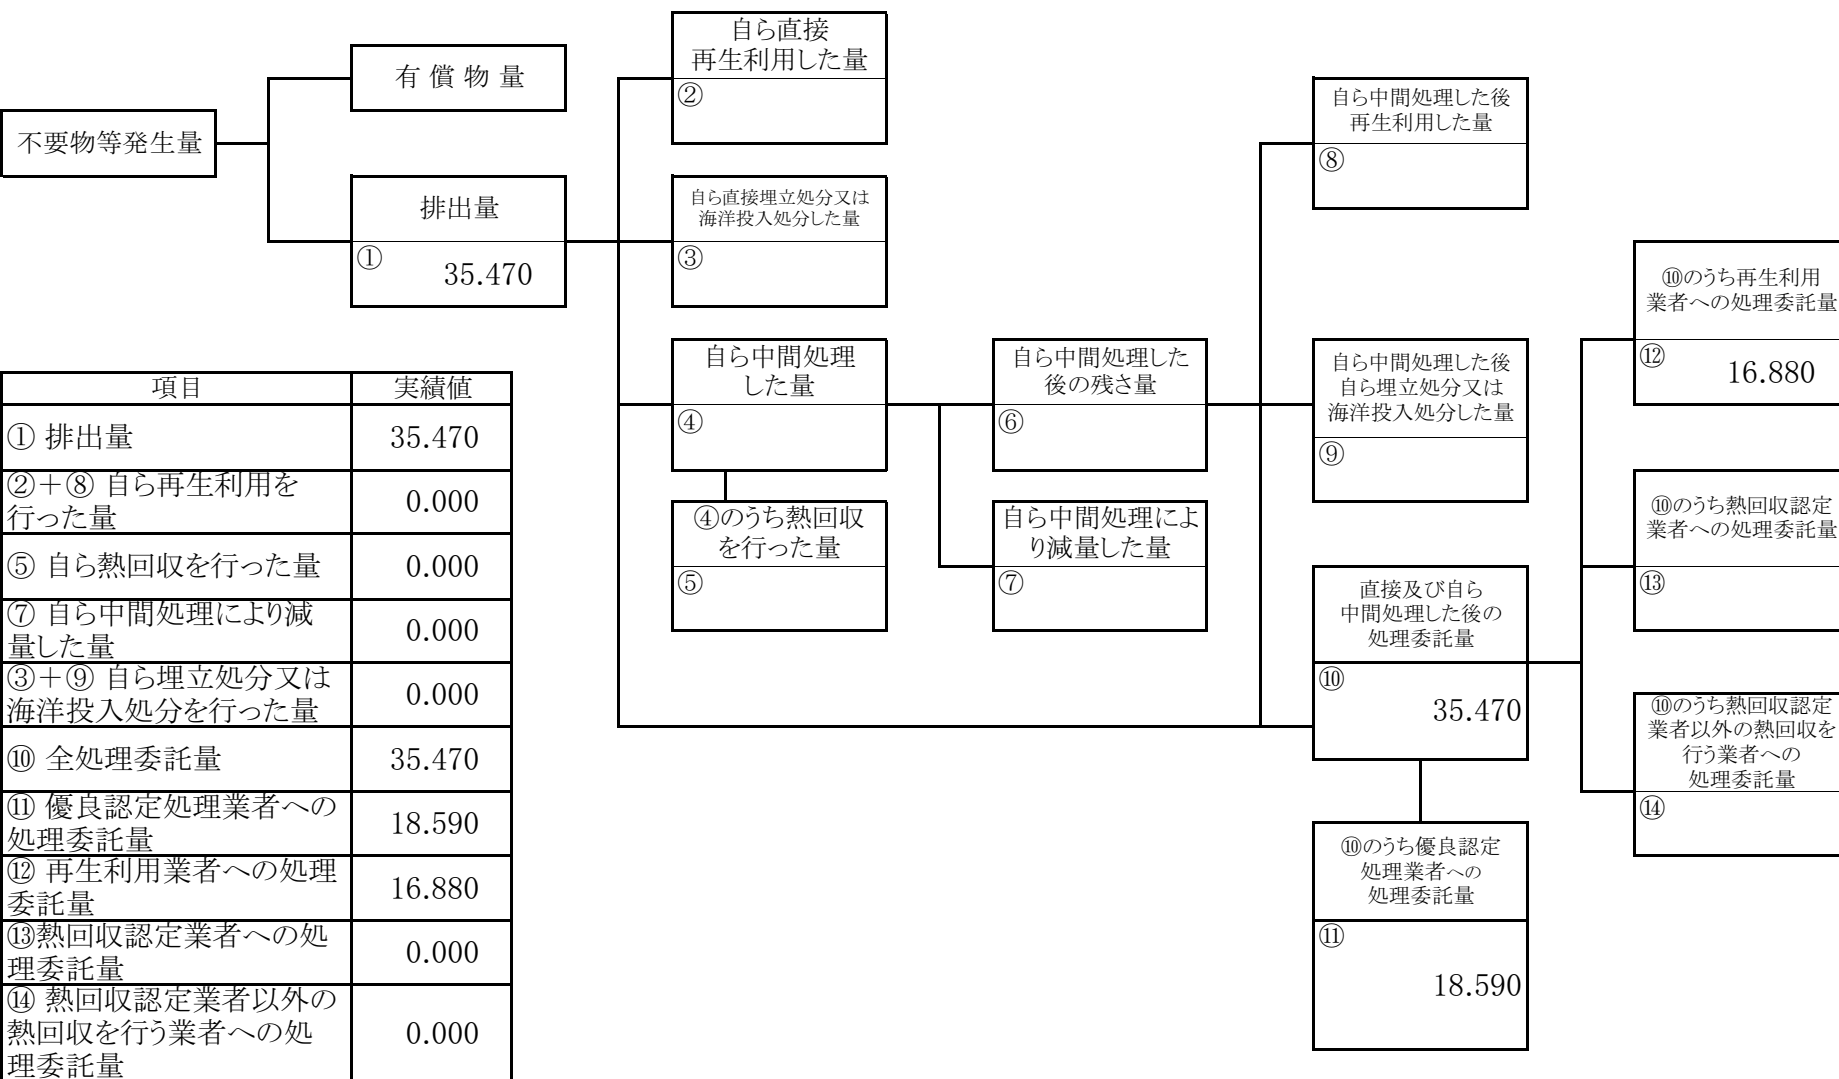 自ら直接
再生利用した量
②
有償物量
不要物等発生量
排出量
①
35.470
自ら直接埋立処分又は
海洋投入処分した量
③
自ら中間処理した後
再生利用した量
⑧
⑩のうち再生利用
業者への処理委託量
⑫
16.880
自ら中間処理
した量
④
自ら中間処理した
後の残さ量
⑥
自ら中間処理した後
自ら埋立処分又は
海洋投入処分した量
⑨
④のうち熱回収
を行った量
⑤
自ら中間処理によ
り減量した量
⑦
⑩のうち熱回収認定
業者への処理委託量
⑬
直接及び自ら
中間処理した後の
処理委託量
⑩
35.470
⑩のうち熱回収認定
業者以外の熱回収を
行う業者への
処理委託量
⑭
⑩のうち優良認定
処理業者への
処理委託量
⑪
18.590
項目 実績値
① 排出量 35.470
②＋⑧ 自ら再生利用を
行った量 0.000
⑤ 自ら熱回収を行った量 0.000
⑦ 自ら中間処理により減
量した量 0.000
③＋⑨ 自ら埋立処分又は
海洋投入処分を行った量 0.000
⑩ 全処理委託量 35.470
⑪ 優良認定処理業者への
処理委託量 18.590
⑫ 再生利用業者への処理
委託量 16.880
⑬熱回収認定業者への処
理委託量 0.000
⑭ 熱回収認定業者以外の
熱回収を行う業者への処
理委託量 0.000